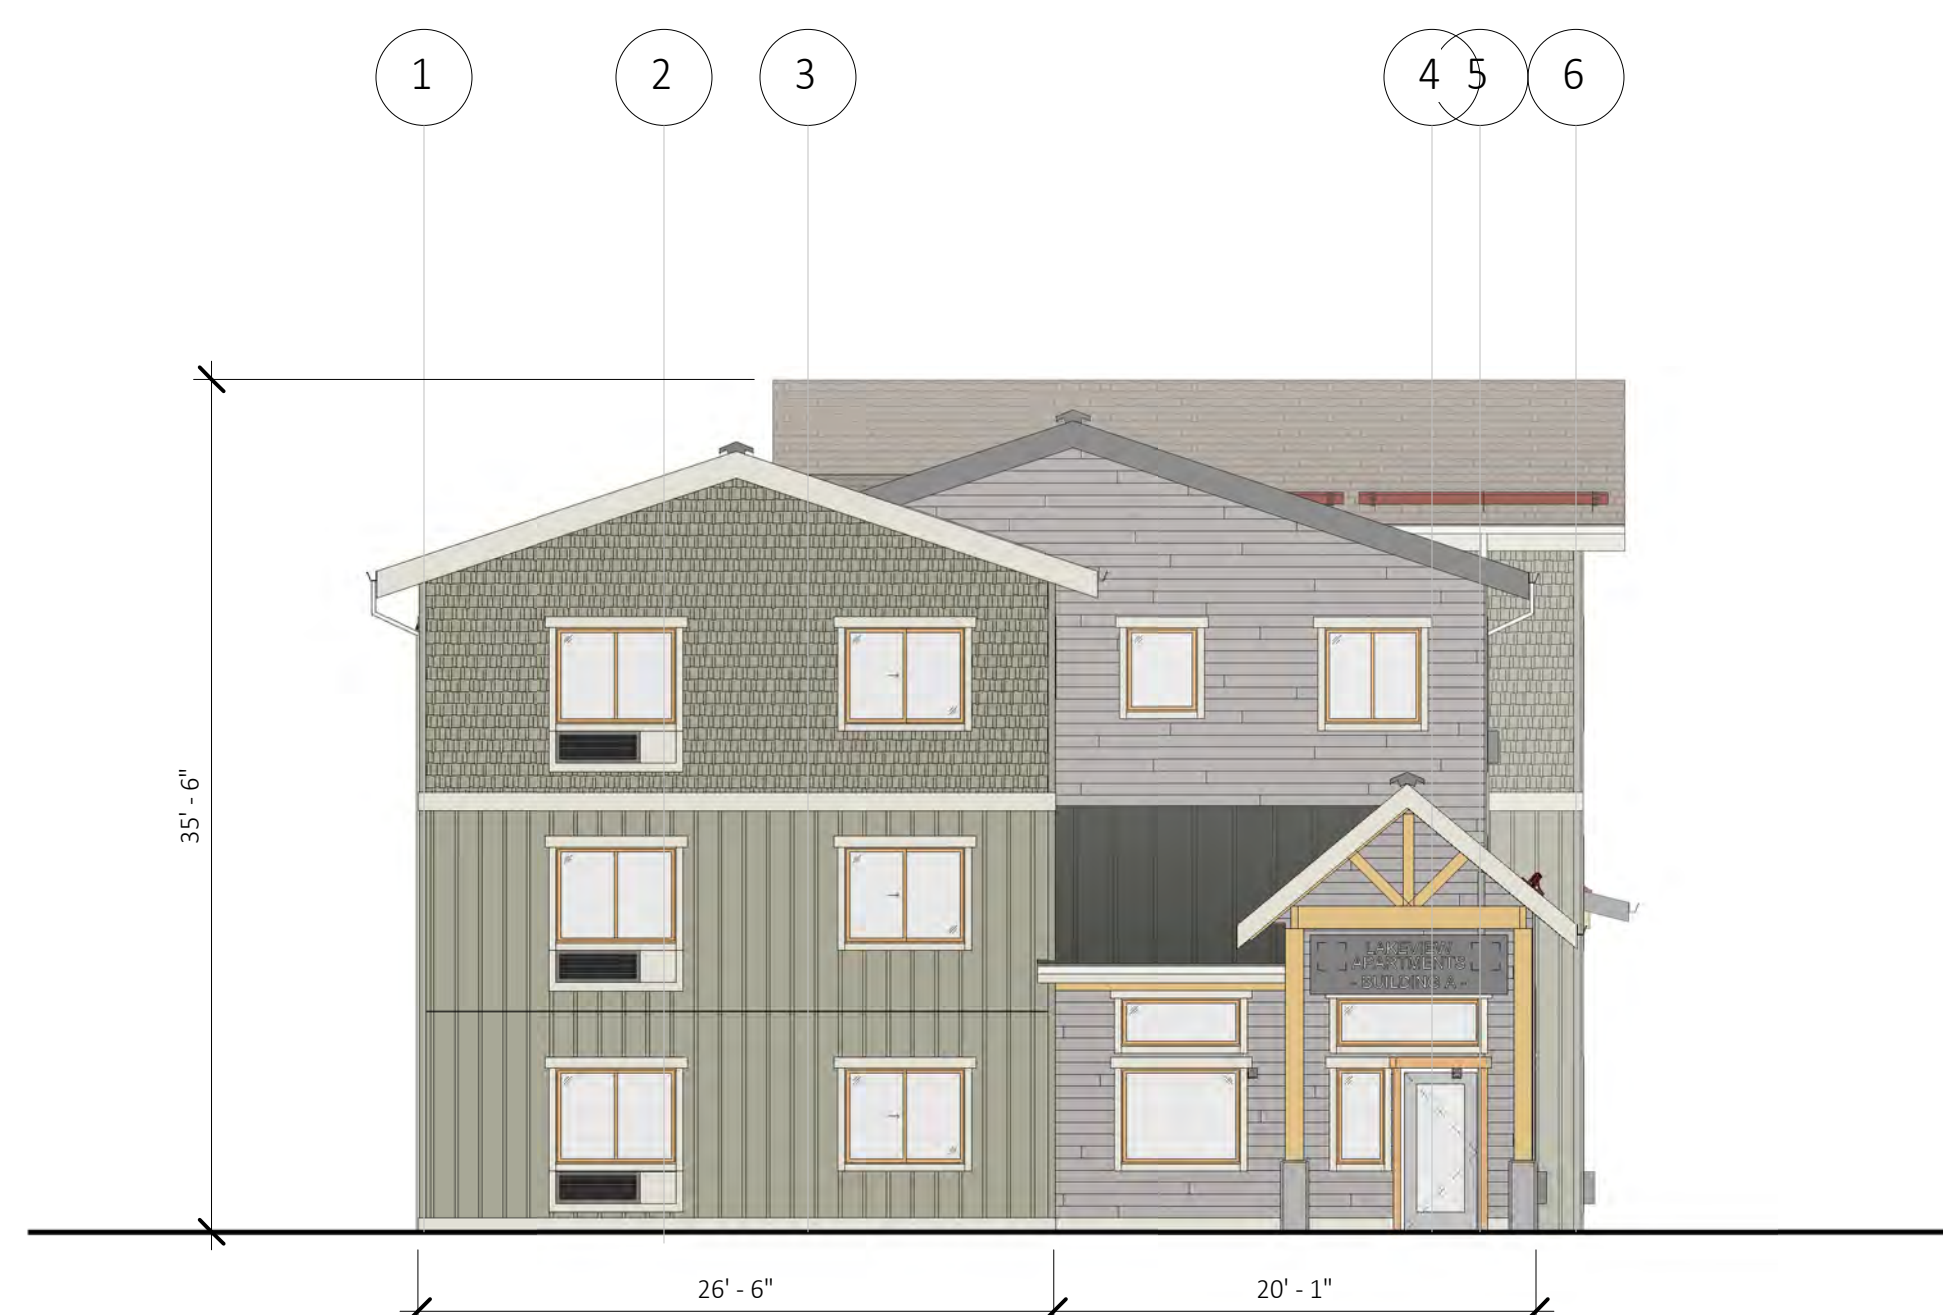 1 2 3 4 5 6
35' - 6"
LAKEVIEW
APARTMENTS
- BUILDING A -
26' - 6" 20' - 1"